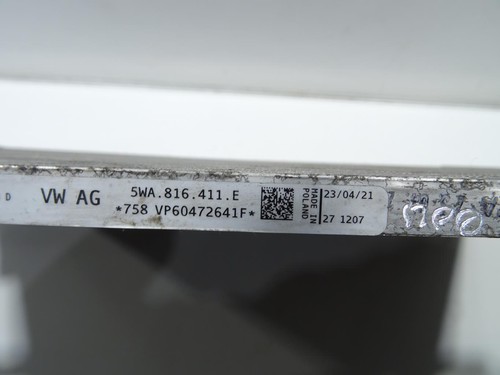 D VW AG 5WA.816.411.E
*758 VP60472641F*
MADE IN
POLAND
23/04/21
27 1207